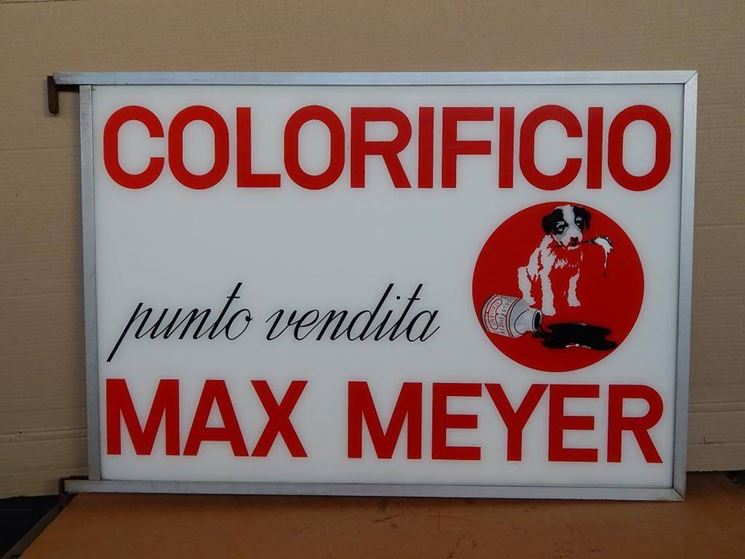 COLORIFICIO
punto vendita
MAX MEYER